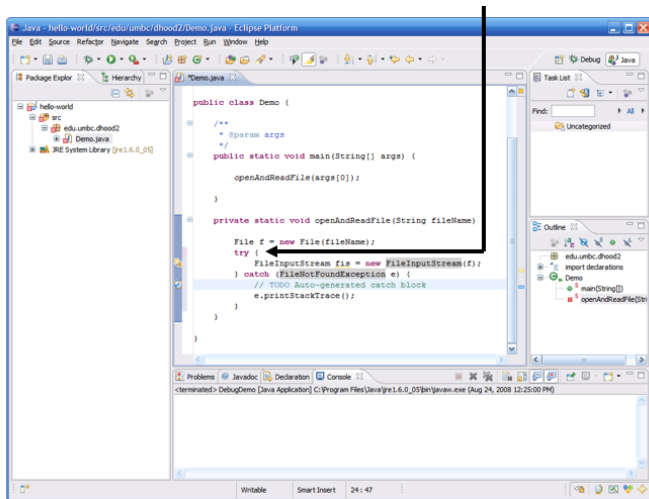 Java - hello-world/src/edu/umbc/dhood2/Demo.java - Eclipse Platform
File Edit Source Refactor Navigate Search Project Run Window Help
Debug Java
Package Explor Hierarchy
hello-world
src
edu.umbc.dhood2
Demo.java
JRE System Library [jre1.6.0_05]
*Demo.java
public class Demo {
/**
* @param args
*/
public static void main(String[] args) {
openAndReadFile(args[0]);
}
private static void openAndReadFile(String fileName)
File f = new File(fileName);
try {
FileInputStream fis = new FileInputStream(f);
} catch (FileNotFoundException e) {
// TODO Auto-generated catch block
e.printStackTrace();
}
}
}
Task List
Find: All
Uncategorized
Outline
edu.umbc.dhood2
import declarations
Demo
main(String[])
openAndReadFile(Stri
Problems Javadoc Declaration Console
<terminated> DebugDemo [Java Application] C:\Program Files\Java\jre1.6.0_05\bin\javaw.exe (Aug 24, 2008 12:25:00 PM)
Writable Smart Insert 24 : 47